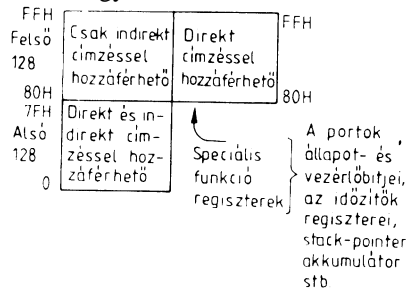 FFH
Felső
128
80H
7FH
Alsó
128
0
Csak indirekt
címzéssel
hozzáférhető
Direkt
címzéssel
hozzáférhető
FFH
80H
Direkt és in-
direkt cím-
zéssel hoz-
záférhető
Speciális
funkció
regiszterek
A portok
állapot- és
vezérlőbitjei,
az időzítők
regiszterei,
stack-pointer
akkumulátor
stb